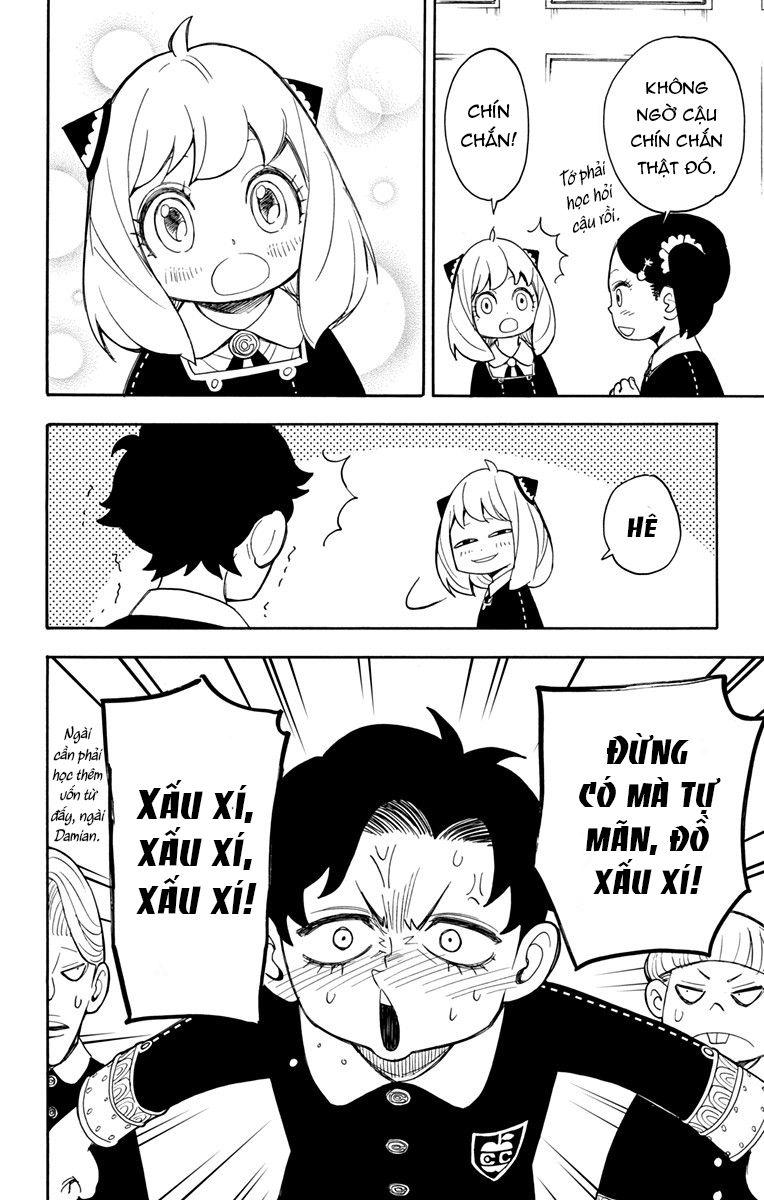 KHÔNG
NGỜ CẬU
CHÍN CHẮN
THẬT ĐÓ.
Tớ phải
học hỏi
cậu rồi.
CHÍN
CHẮN!
HÊ
ĐỪNG
CÓ MÀ TỰ
MÃN, ĐỒ
XẤU XÍ!
XẤU XÍ,
XẤU XÍ,
XẤU XÍ!
Ngài
cần phải
học thêm
vốn từ
đấy, ngài
Damian.